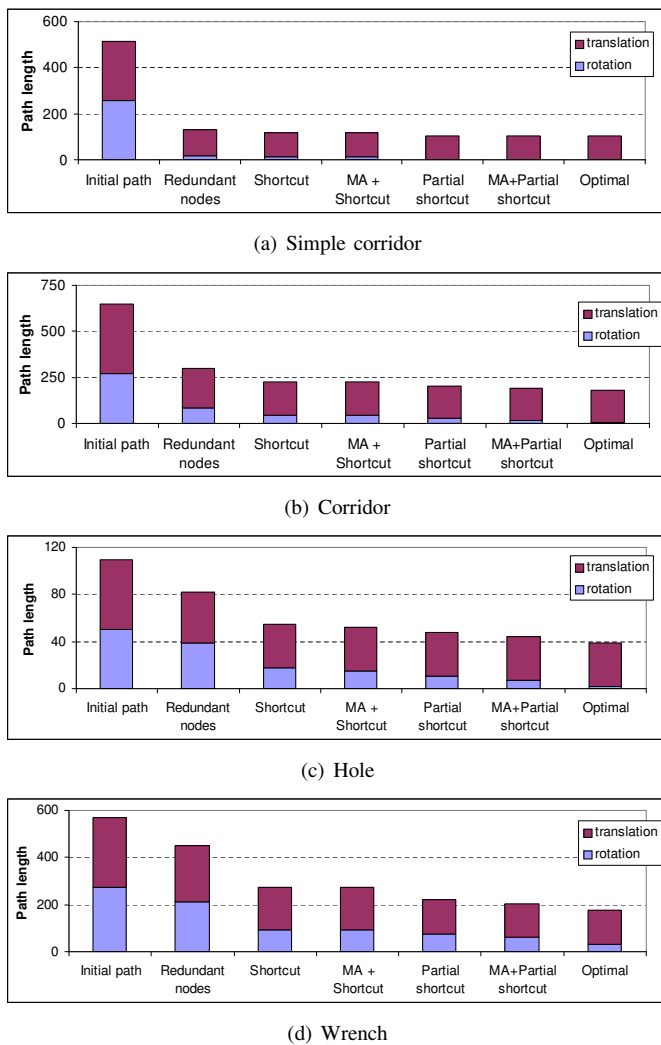 600
400
200
0
Path length
translation
rotation
Initial path Redundant nodes Shortcut MA + Shortcut Partial shortcut MA+Partial shortcut Optimal
(a) Simple corridor
750
500
250
0
Path length
translation
rotation
Initial path Redundant nodes Shortcut MA + Shortcut Partial shortcut MA+Partial shortcut Optimal
(b) Corridor
120
80
40
0
Path length
translation
rotation
Initial path Redundant nodes Shortcut MA + Shortcut Partial shortcut MA+Partial shortcut Optimal
(c) Hole
600
400
200
0
Path length
translation
rotation
Initial path Redundant nodes Shortcut MA + Shortcut Partial shortcut MA+Partial shortcut Optimal
(d) Wrench